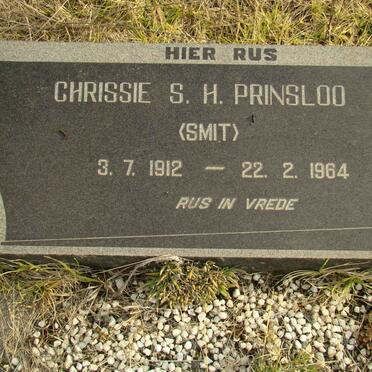 HIER RUS
CHRISSIE S. H. PRINSLOO
(SMIT)
3. 7. 1912 — 22. 2. 1964
RUS IN VREDE